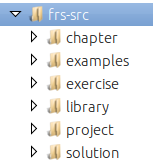 frs-src
chapter
examples
exercise
library
project
solution